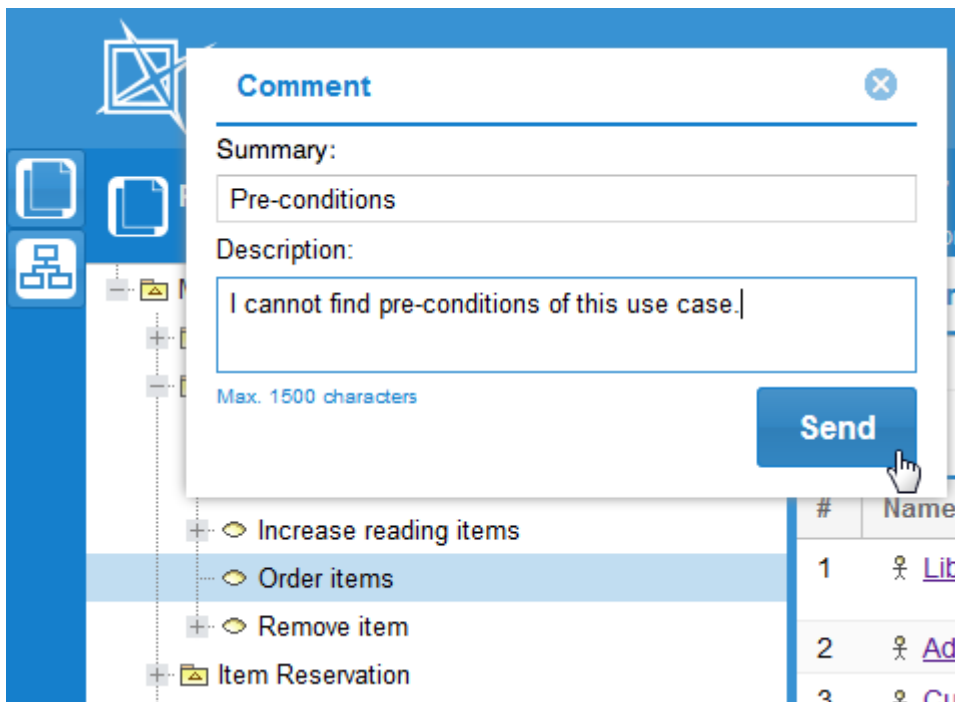 Comment
Summary:
Pre-conditions
Description:
I cannot find pre-conditions of this use case.
Max. 1500 characters
Send
# Name
Increase reading items
1
Order items
Remove item
2
Item Reservation
3